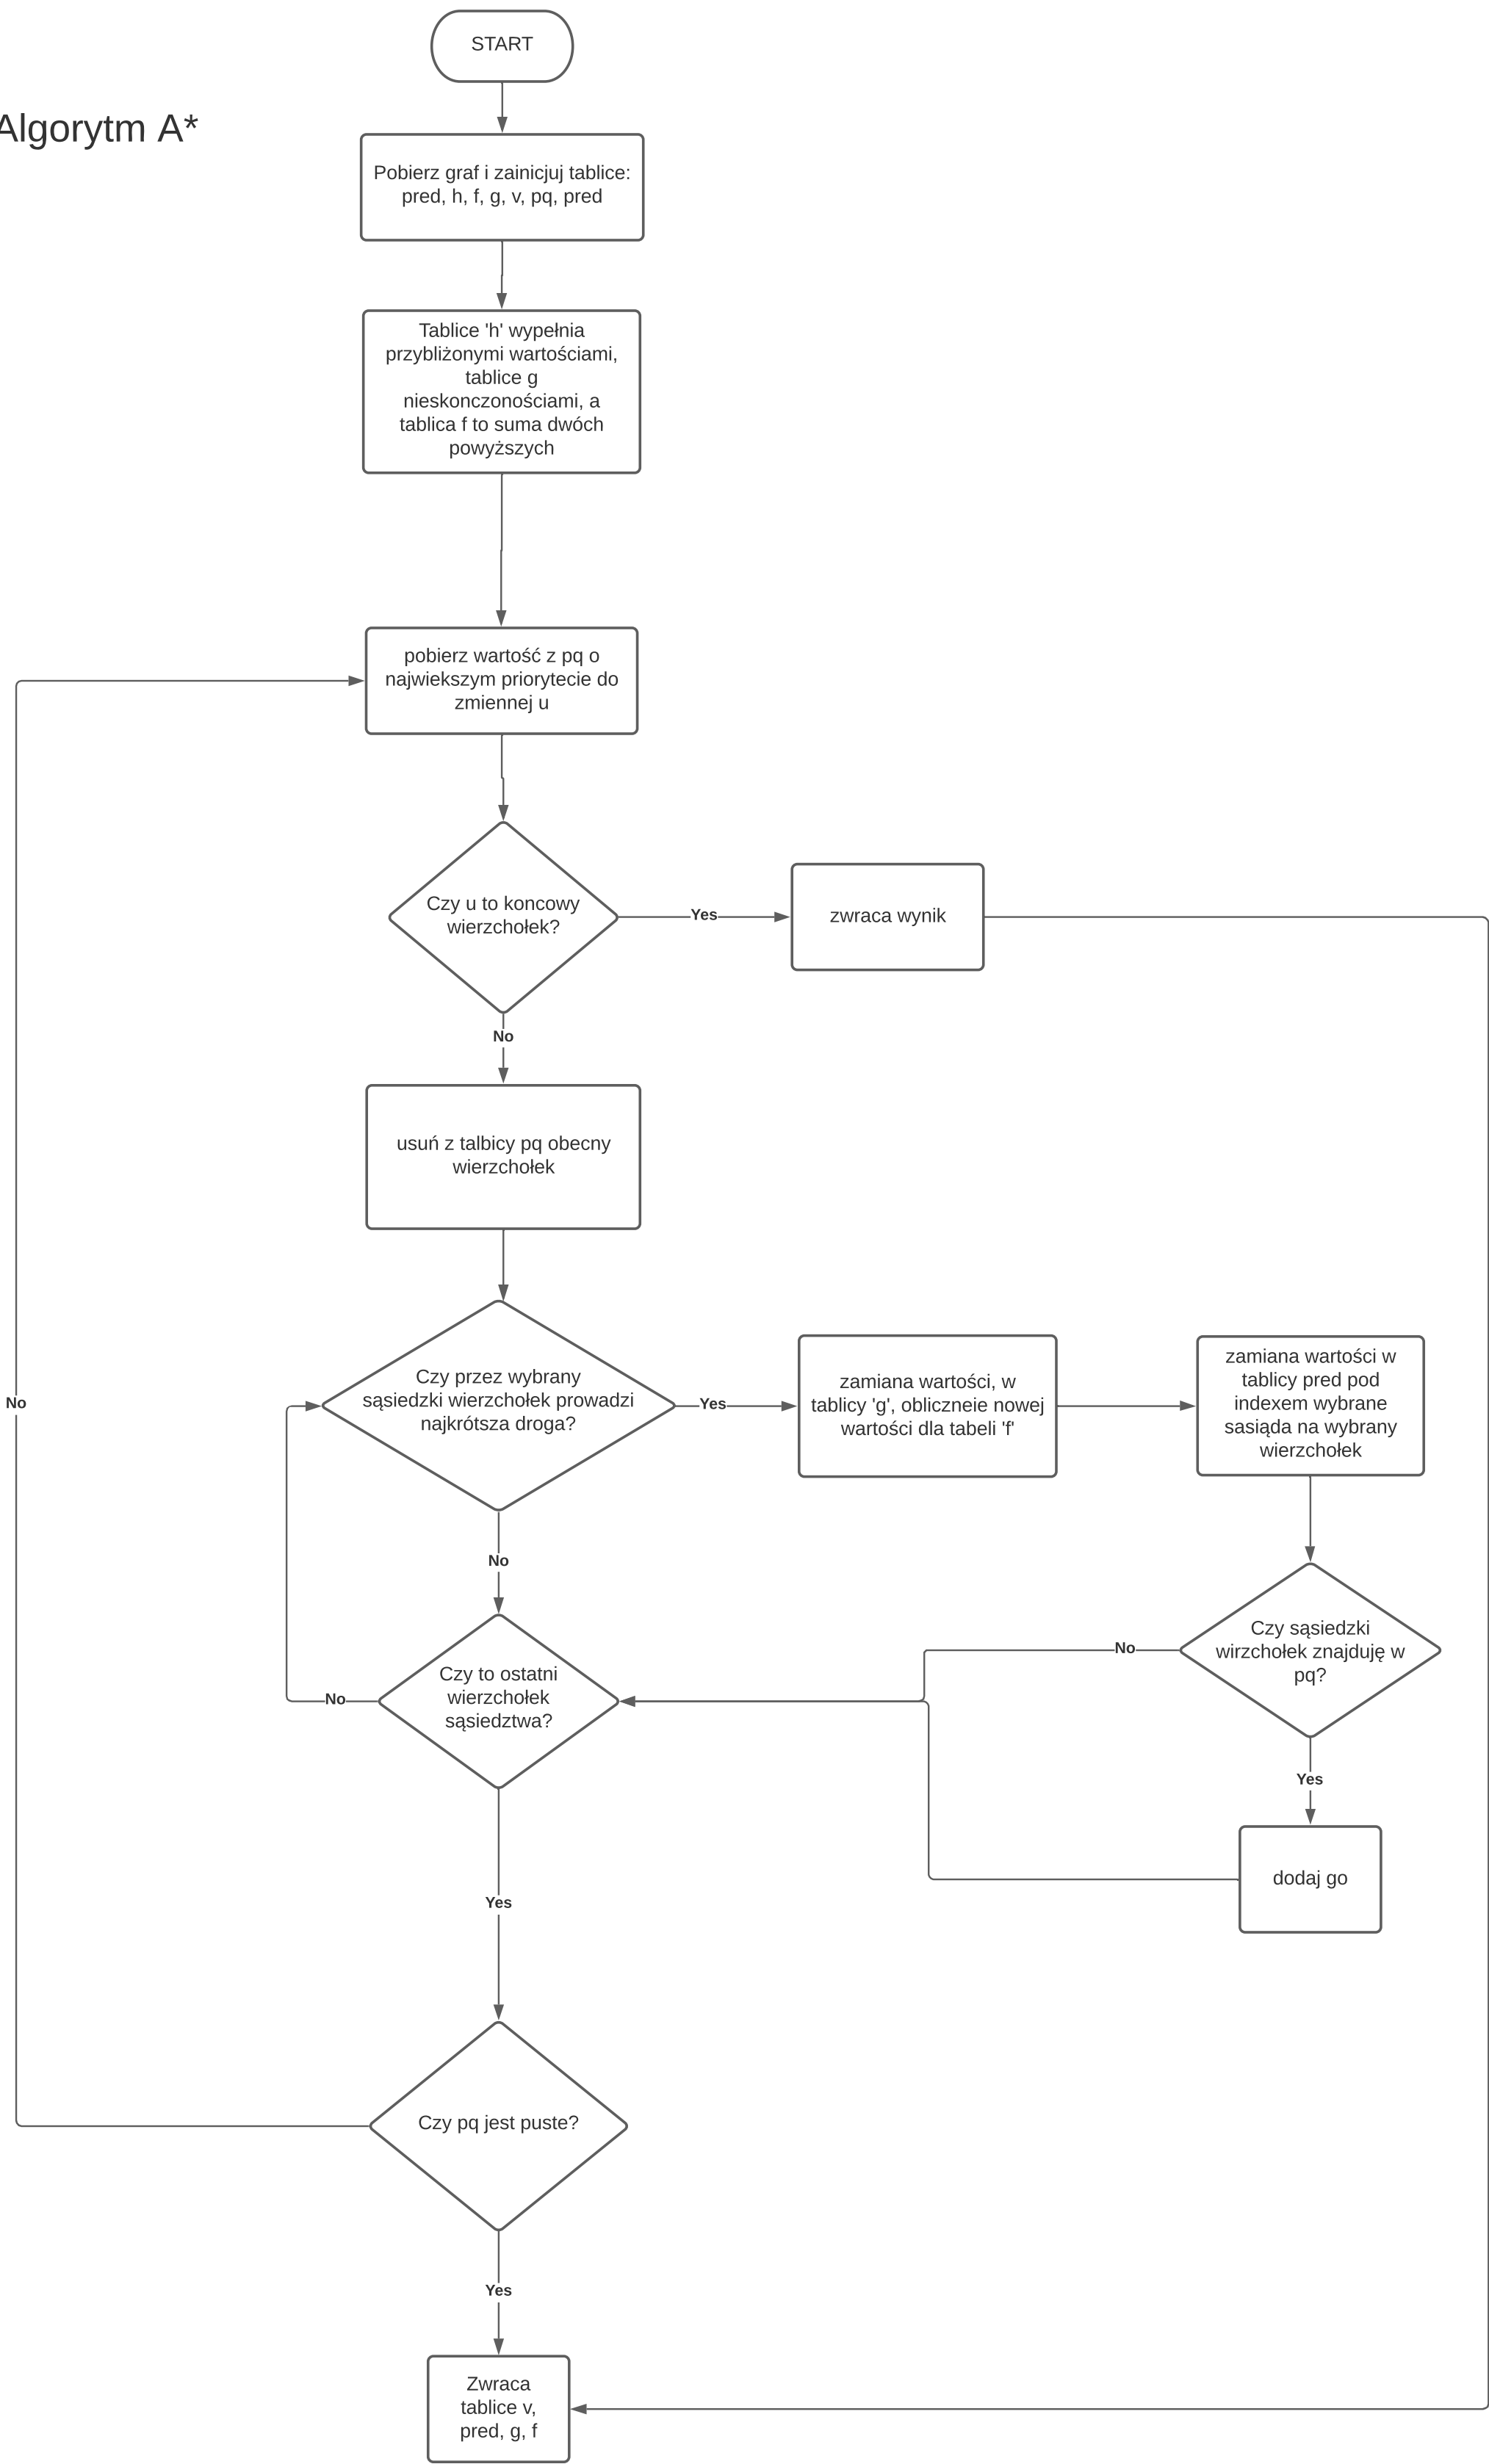 START
Algorytm A*
Pobierz graf i zainicjuj tablice:
pred, h, f, g, v, pq, pred
Tablice 'h' wypełnia
przybliżonymi wartościami,
tablice g
nieskonczonościami, a
tablica f to suma dwóch
powyższych
pobierz wartość z pq o
najwiekszym priorytecie do
zmiennej u
Czy u to koncowy
wierzchołek?
Yes
zwraca wynik
No
usuń z talbicy pq obecny
wierzchołek
Czy przez wybrany
sąsiedzki wierzchołek prowadzi
najkrótsza droga?
Yes
zamiana wartości, w
tablicy 'g', obliczneie nowej
wartości dla tabeli 'f'
zamiana wartości w
tablicy pred pod
indexem wybrane
sasiąda na wybrany
wierzchołek
No
No
Czy sąsiedzki
wirzchołek znajduję w
pq?
No
Czy to ostatni
wierzchołek
sąsiedztwa?
No
Yes
dodaj go
Yes
Czy pq jest puste?
Yes
Zwraca
tablice v,
pred, g, f